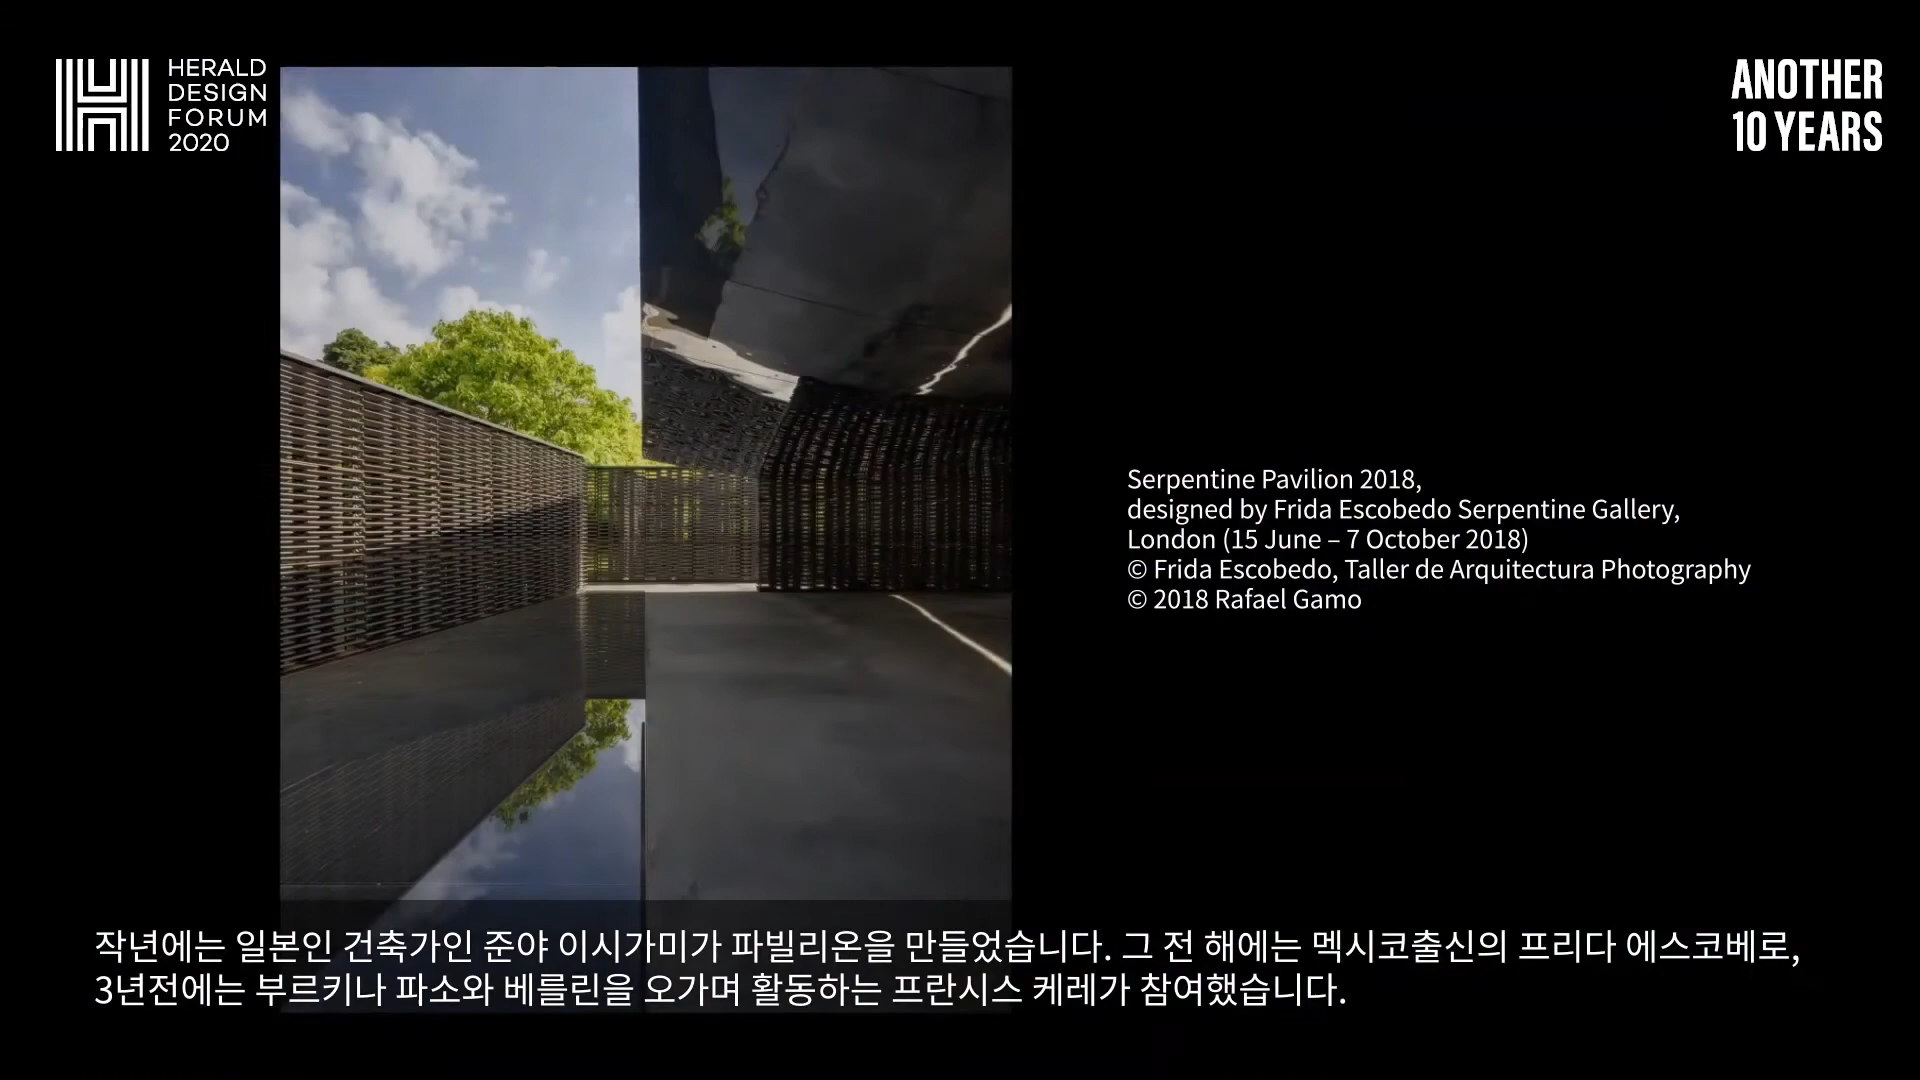 HERALD
DESIGN
FORUM
2020
ANOTHER
10 YEARS
Serpentine Pavilion 2018,
designed by Frida Escobedo Serpentine Gallery,
London (15 June – 7 October 2018)
© Frida Escobedo, Taller de Arquitectura Photography
© 2018 Rafael Gamo
작년에는 일본인 건축가인 준야 이시가미가 파빌리온을 만들었습니다. 그 전 해에는 멕시코출신의 프리다 에스코베로,
3년전에는 부르키나 파소와 베를린을 오가며 활동하는 프란시스 케레가 참여했습니다.